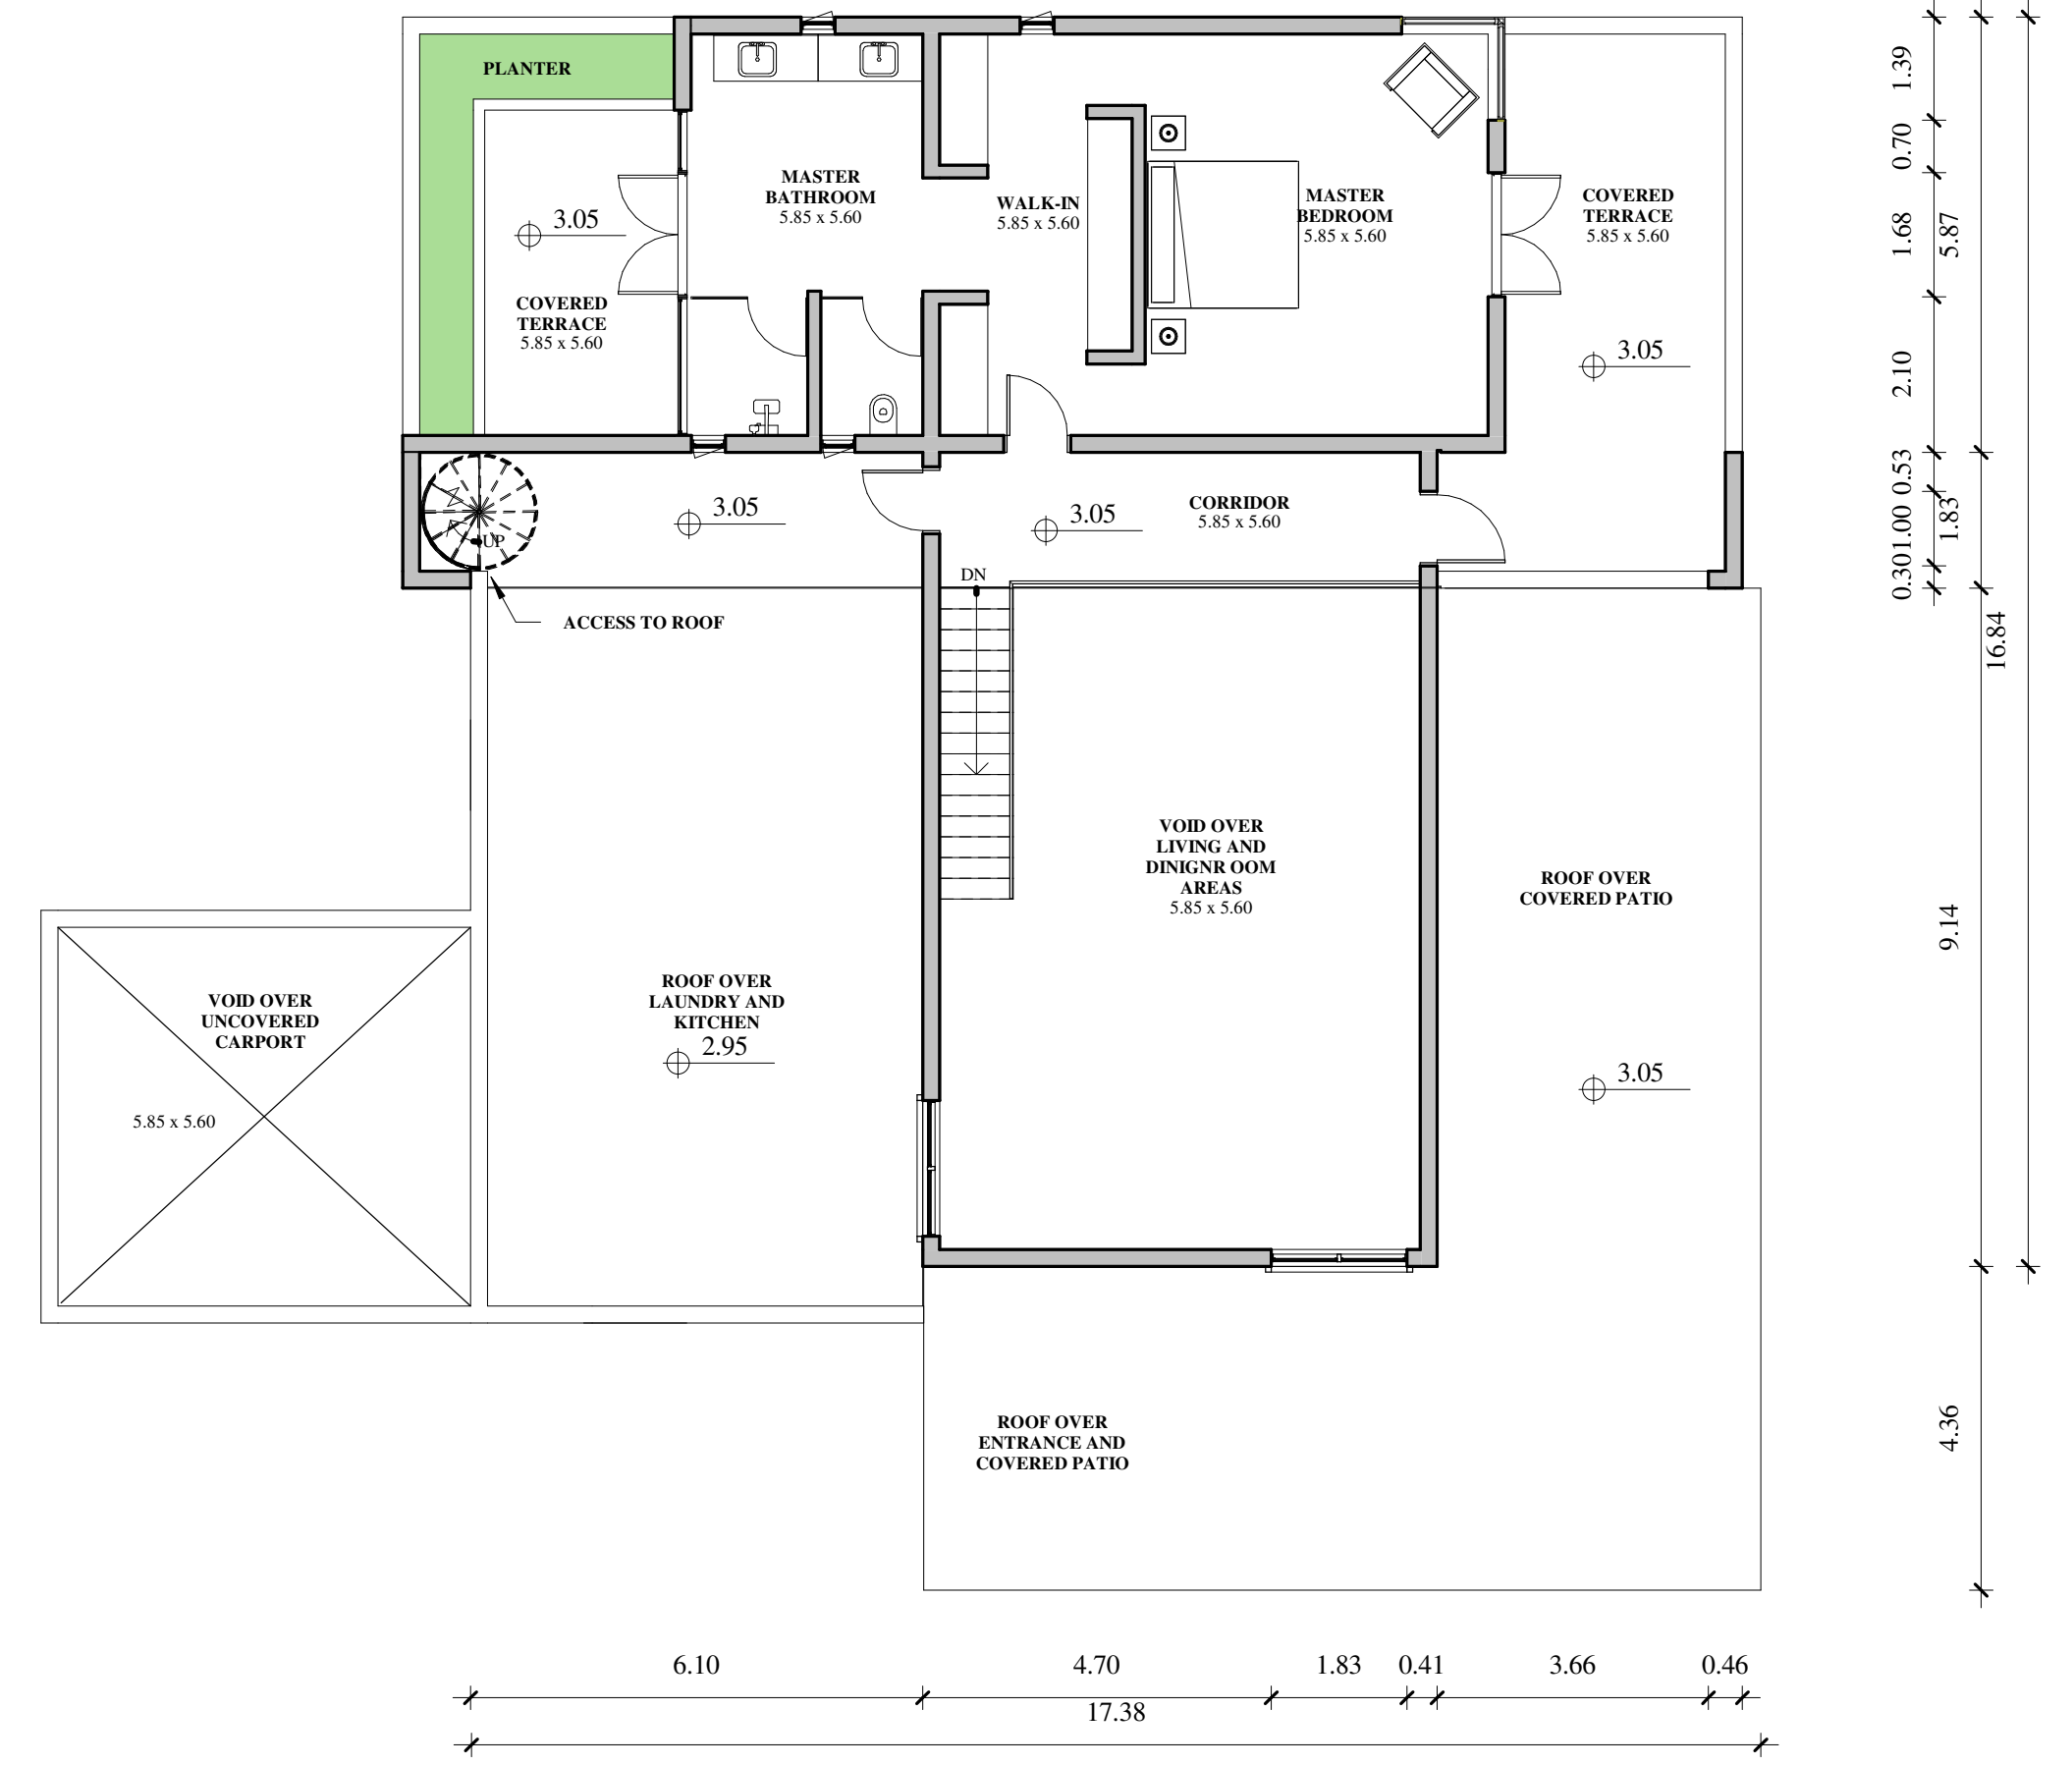 PLANTER
MASTER
BATHROOM
5.85 x 5.60
WALK-IN
5.85 x 5.60
MASTER
BEDROOM
5.85 x 5.60
COVERED
TERRACE
5.85 x 5.60
3.05
COVERED
TERRACE
5.85 x 5.60
3.05
3.05
3.05
CORRIDOR
5.85 x 5.60
UP
DN
ACCESS TO ROOF
VOID OVER
LIVING AND
DINIGNR OOM
AREAS
5.85 x 5.60
ROOF OVER
COVERED PATIO
3.05
ROOF OVER
LAUNDRY AND
KITCHEN
2.95
VOID OVER
UNCOVERED
CARPORT
5.85 x 5.60
ROOF OVER
ENTRANCE AND
COVERED PATIO
1.39
0.70
1.68
2.10
0.53
1.00
0.30
5.87
1.83
9.14
4.36
16.84
6.10
4.70
1.83
0.41
3.66
0.46
17.38